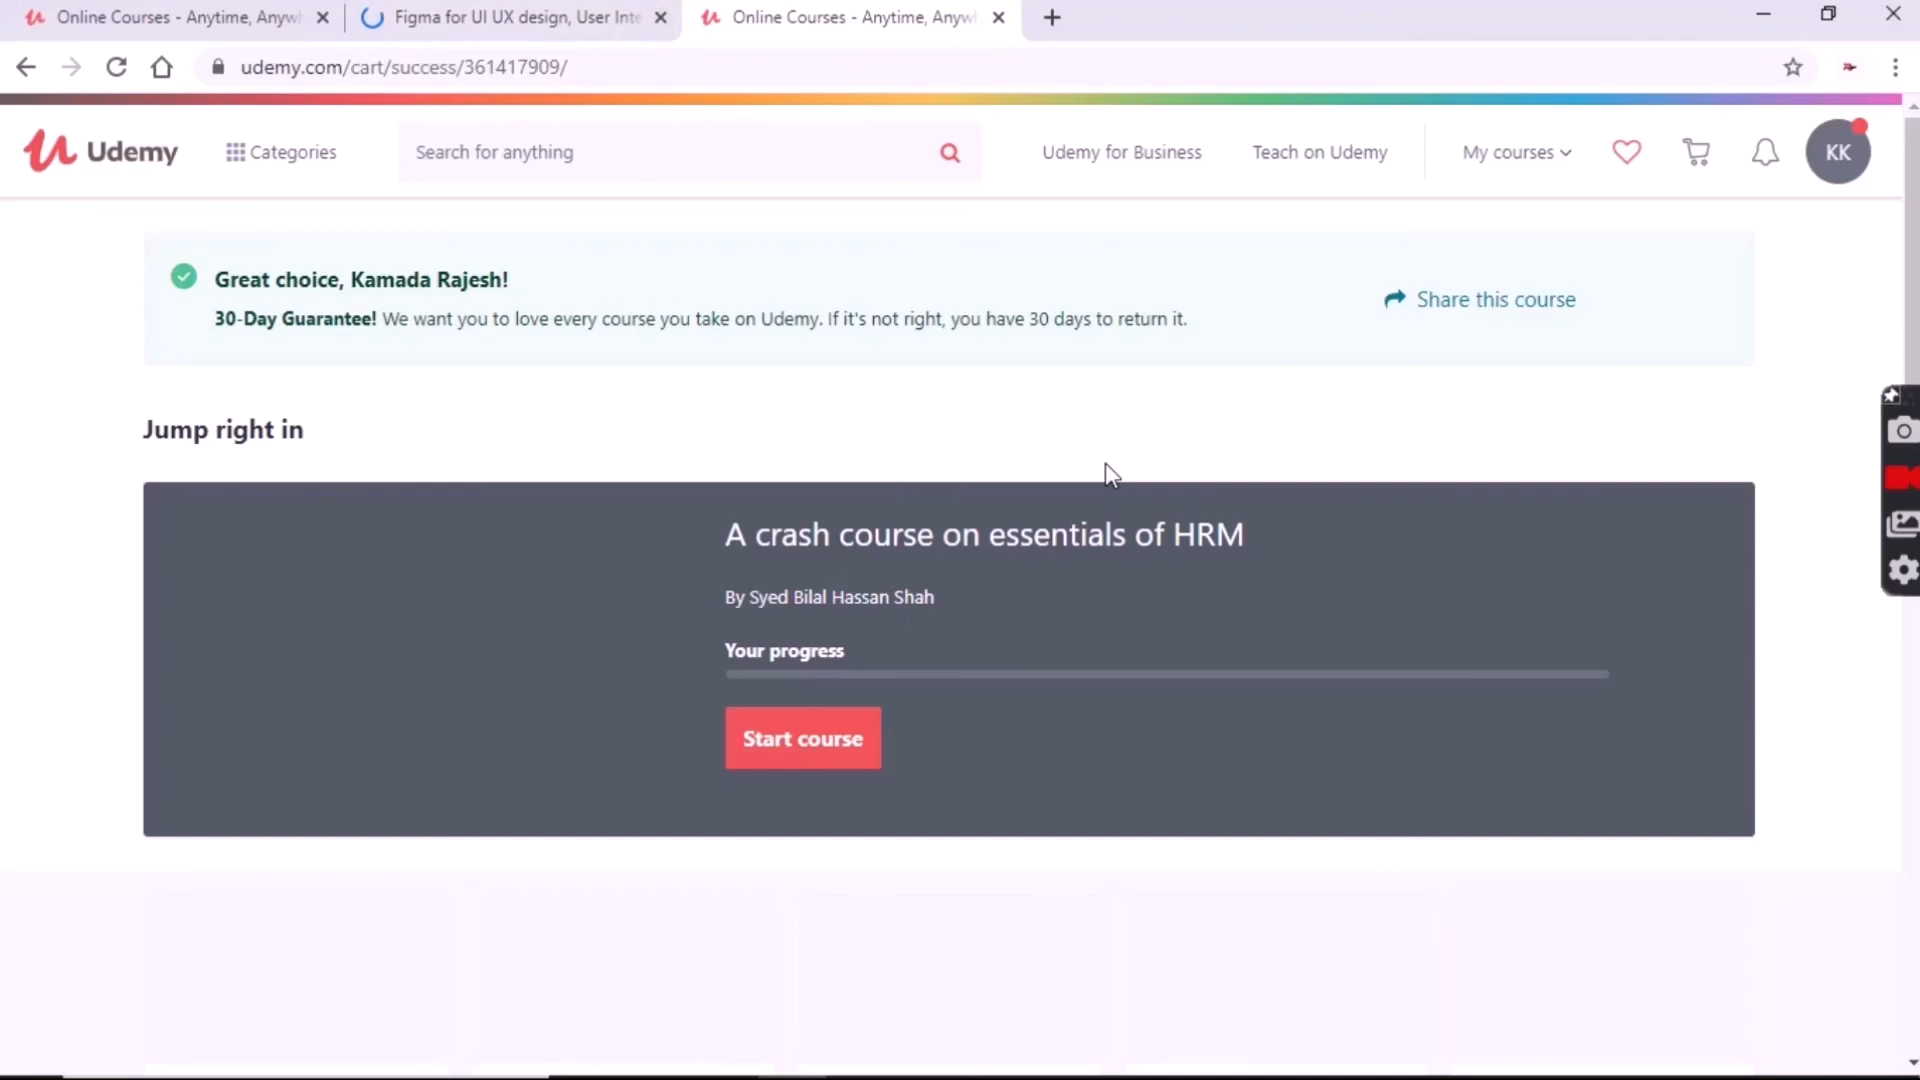 Online Courses - Anytime, Anyw
Figma for UI UX design, User Inte
Online Courses - Anytime, Anyw
udemy.com/cart/success/361417909/
Udemy
Categories
Search for anything
Udemy for Business
Teach on Udemy
My courses
KK
Great choice, Kamada Rajesh!
30-Day Guarantee! We want you to love every course you take on Udemy. If it's not right, you have 30 days to return it.
Share this course
Jump right in
A crash course on essentials of HRM
By Syed Bilal Hassan Shah
Your progress
Start course